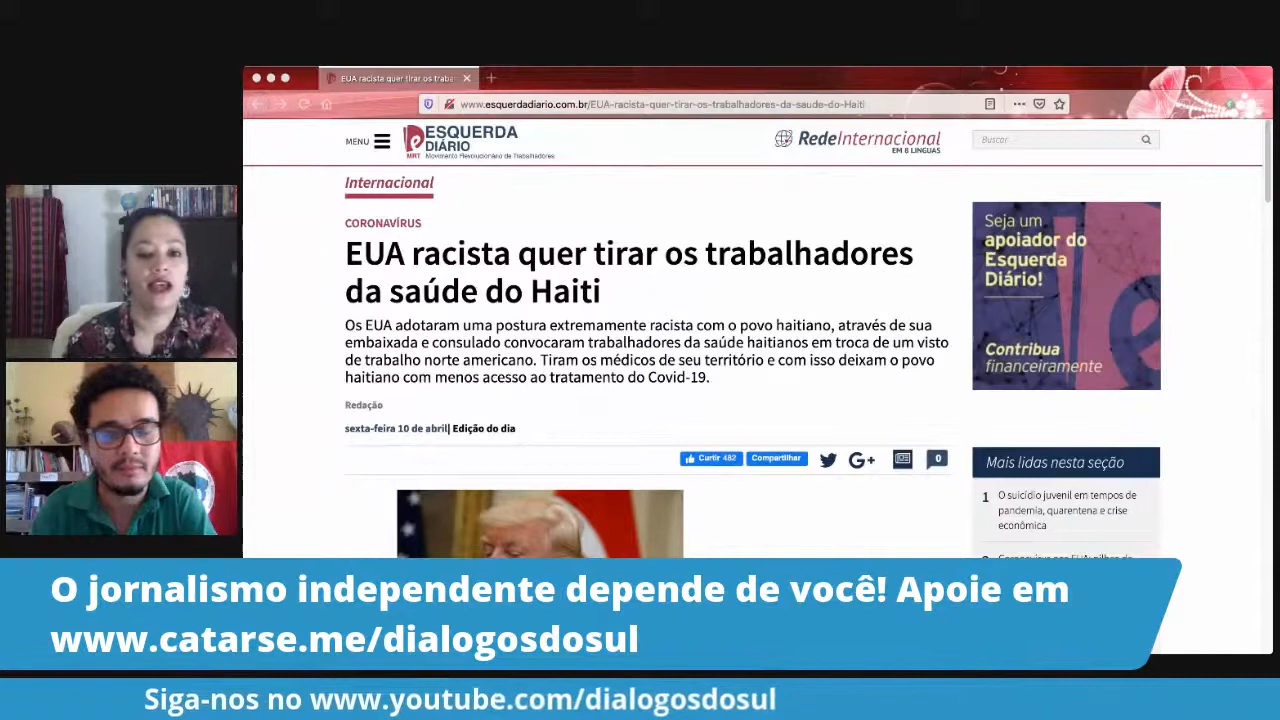 EUA racista quer tirar os traba
www.esquerdadiario.com.br/EUA-racista-quer-tirar-os-trabalhadores-da-saude-do-Haiti
MENU
ESQUERDA
DIÁRIO
MRT Movimento Revolucionário de Trabalhadores
RedeInternacional
EM 8 LINGUAS
Buscar
Internacional
CORONAVÍRUS
EUA racista quer tirar os trabalhadores
da saúde do Haiti
Os EUA adotaram uma postura extremamente racista com o povo haitiano, através de sua
embaixada e consulado convocaram trabalhadores da saúde haitianos em troca de um visto
de trabalho norte americano. Tiram os médicos de seu território e com isso deixam o povo
haitiano com menos acesso ao tratamento do Covid-19.
Redação
sexta-feira 10 de abril| Edição do dia
Curtir 482 Compartilhar G+ 0
Seja um
apoiador do
Esquerda
Diário!
Contribua
financeiramente
Mais lidas nesta seção
1 O suicídio juvenil em tempos de
pandemia, quarentena e crise
econômica
O jornalismo independente depende de você! Apoie em
www.catarse.me/dialogosdosul
Siga-nos no www.youtube.com/dialogosdosul